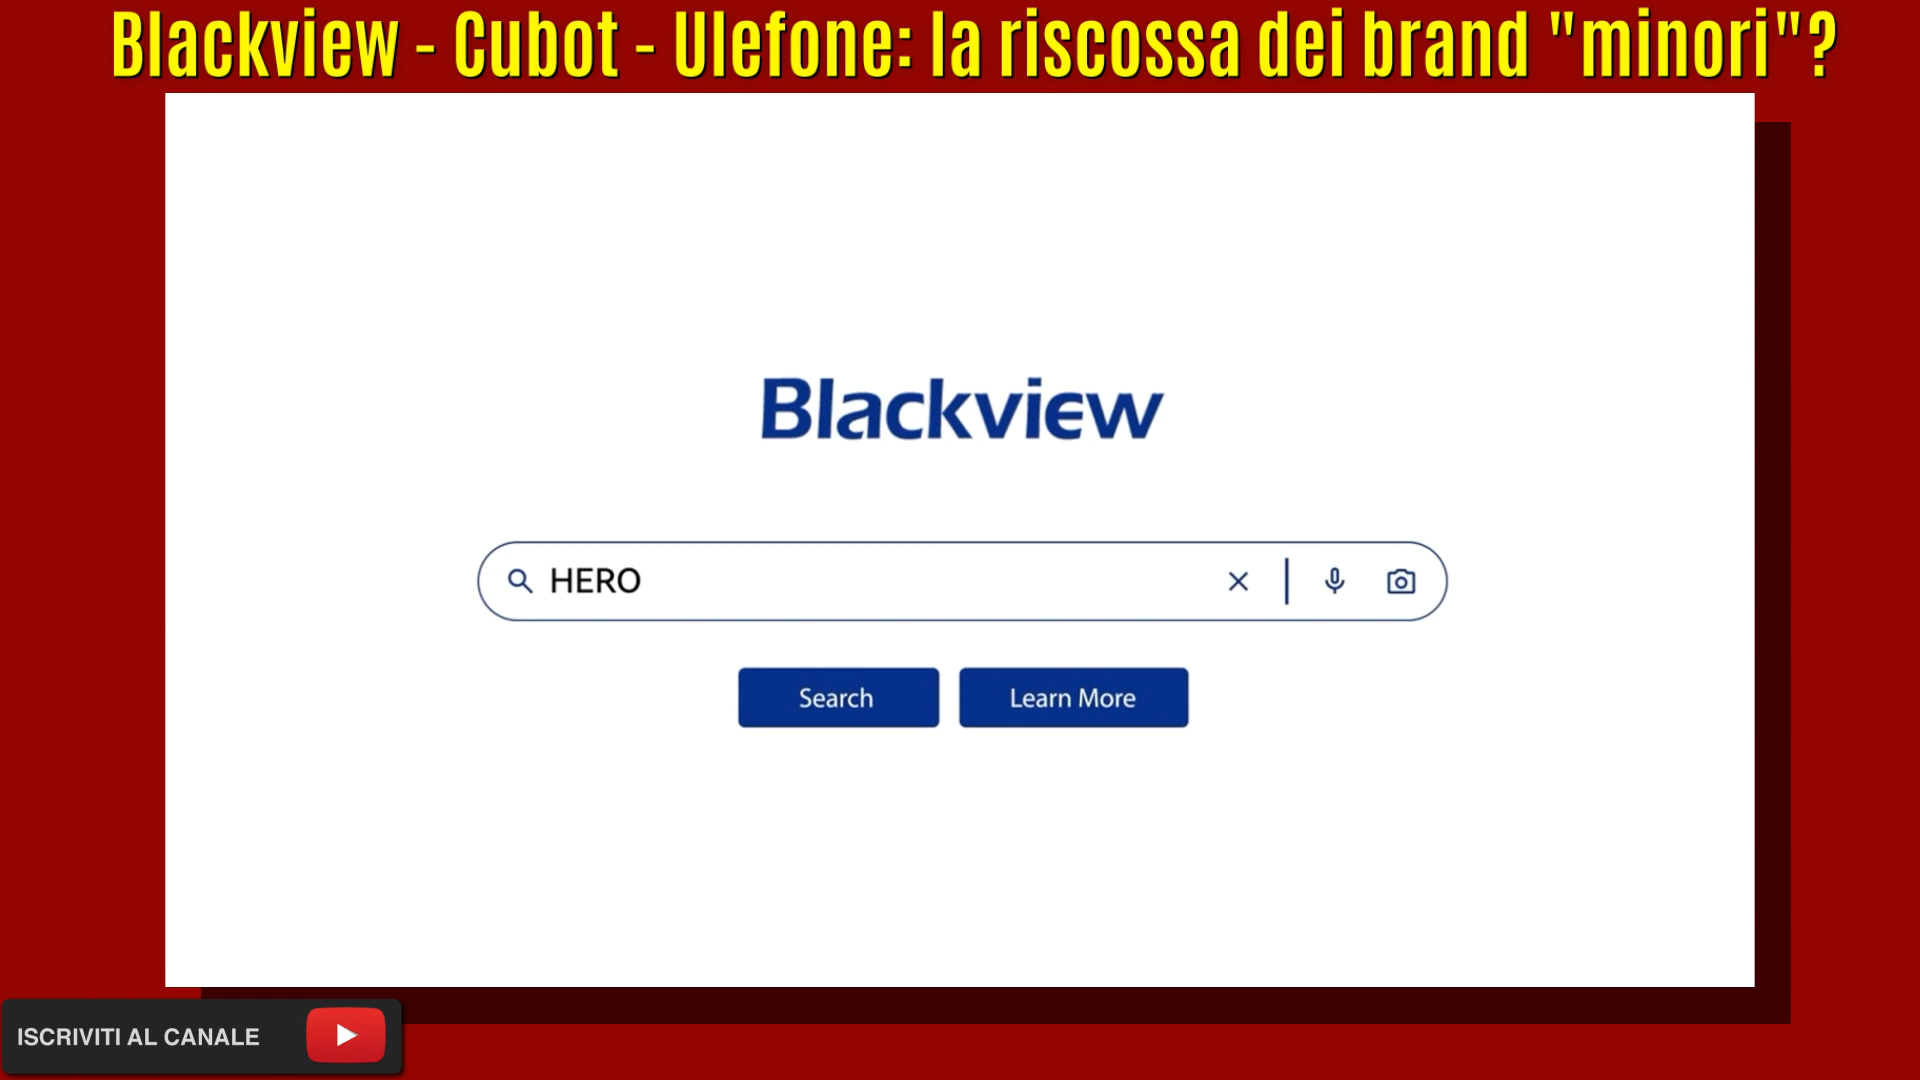 Blackview - Cubot - Ulefone: la riscossa dei brand "minori"?
Blackview
HERO
Search
Learn More
ISCRIVITI AL CANALE